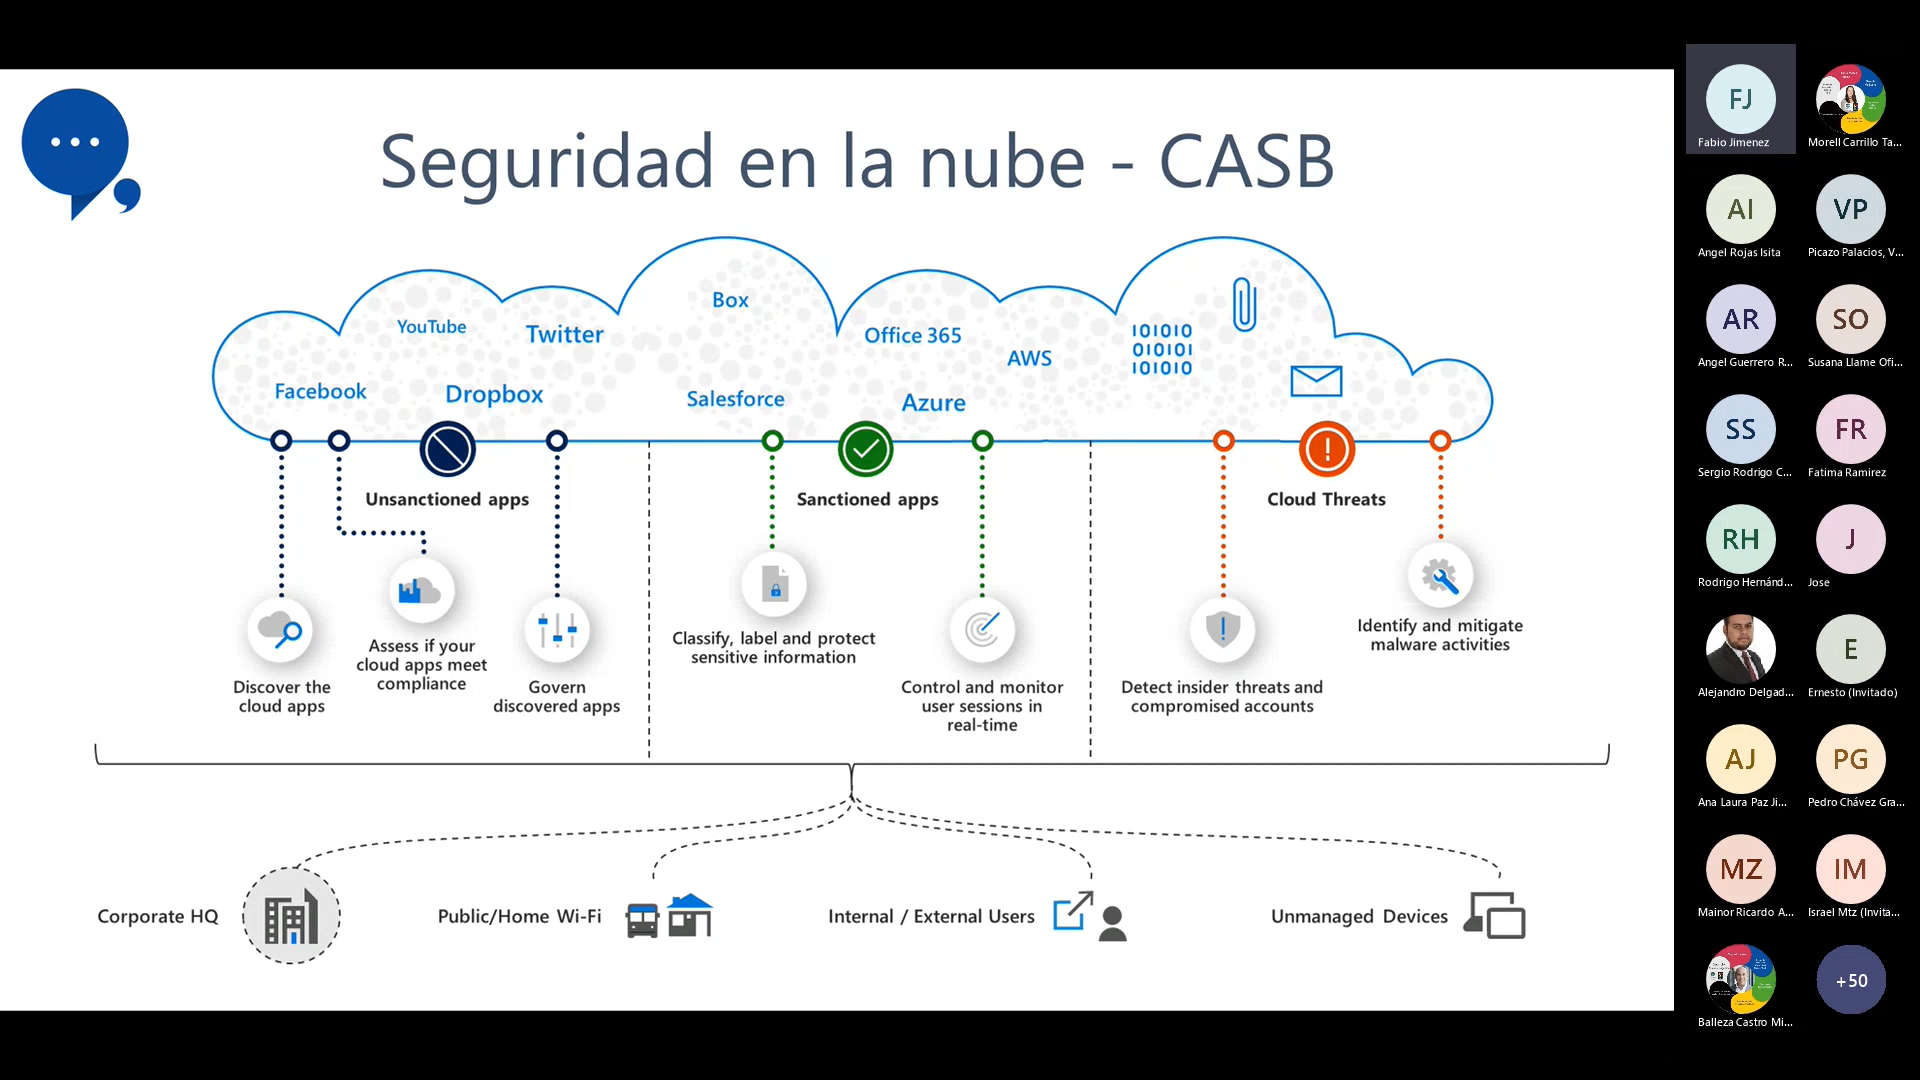 Seguridad en la nube - CASB
Box
YouTube
Twitter
Office 365
AWS
101010
010101
101010
Facebook
Dropbox
Salesforce
Azure
Unsanctioned apps
Sanctioned apps
Cloud Threats
Discover the
cloud apps
Assess if your
cloud apps meet
compliance
Govern
discovered apps
Classify, label and protect
sensitive information
Control and monitor
user sessions in
real-time
Detect insider threats and
compromised accounts
Identify and mitigate
malware activities
Corporate HQ
Public/Home Wi-Fi
Internal / External Users
Unmanaged Devices
FJ
Fabio Jimenez
Morell Carrillo Ta...
AI
Angel Rojas Isita
VP
Picazo Palacios, V...
AR
Angel Guerrero R...
SO
Susana Llame Ofi...
SS
Sergio Rodrigo C...
FR
Fatima Ramirez
RH
Rodrigo Hernánd...
J
Jose
Alejandro Delgad...
E
Ernesto (Invitado)
AJ
Ana Laura Paz Ji...
PG
Pedro Chávez Gra...
MZ
Mainor Ricardo A...
IM
Israel Mtz (Invita...
Balleza Castro Mi...
+50